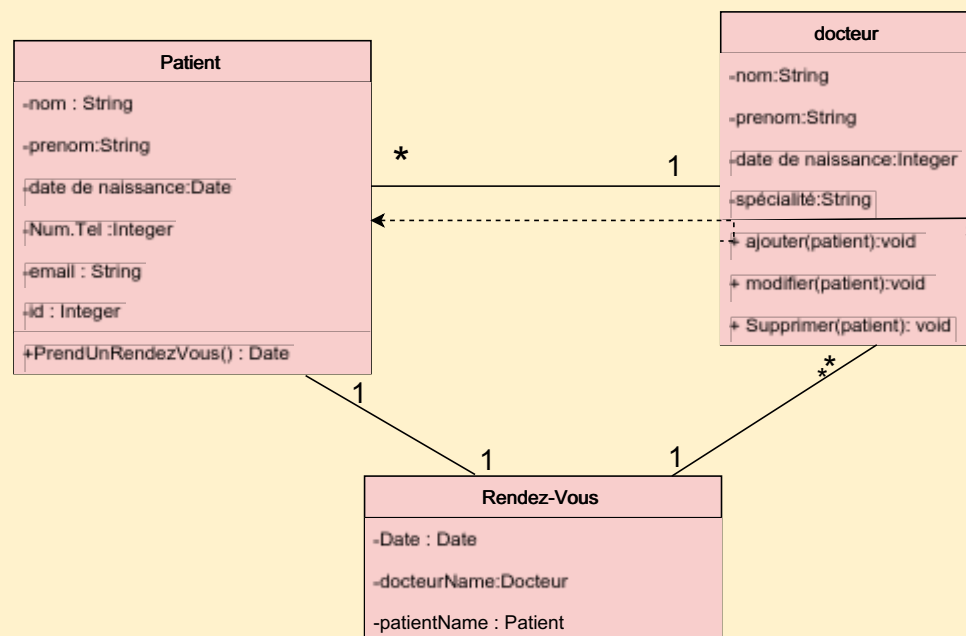 Patient
-nom : String
-prenom:String
-date de naissance:Date
-Num.Tel :Integer
-email : String
-id : Integer
+PrendUnRendezVous() : Date
*
1
docteur
-nom:String
-prenom:String
-date de naissance:Integer
-spécialité:String
+ ajouter(patient):void
+ modifier(patient):void
+ Supprimer(patient): void
1
1
**
1
Rendez-Vous
-Date : Date
-docteurName:Docteur
-patientName : Patient